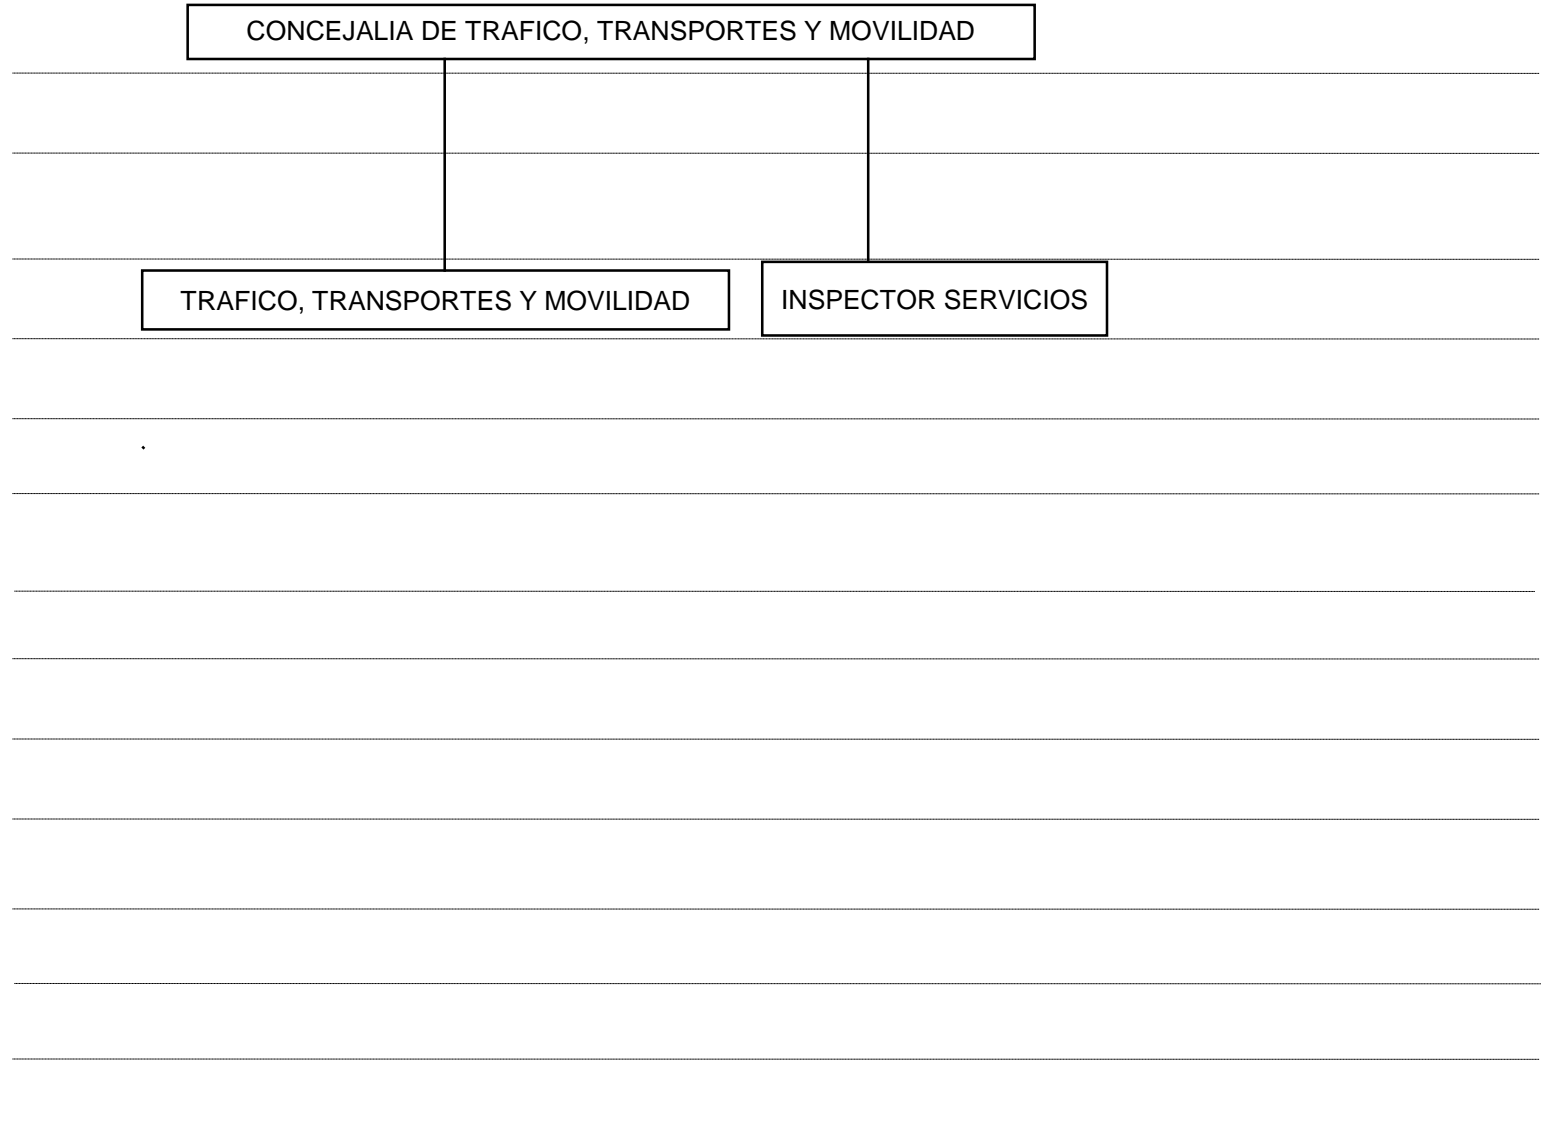 CONCEJALIA DE TRAFICO, TRANSPORTES Y MOVILIDAD
TRAFICO, TRANSPORTES Y MOVILIDAD
INSPECTOR SERVICIOS
.